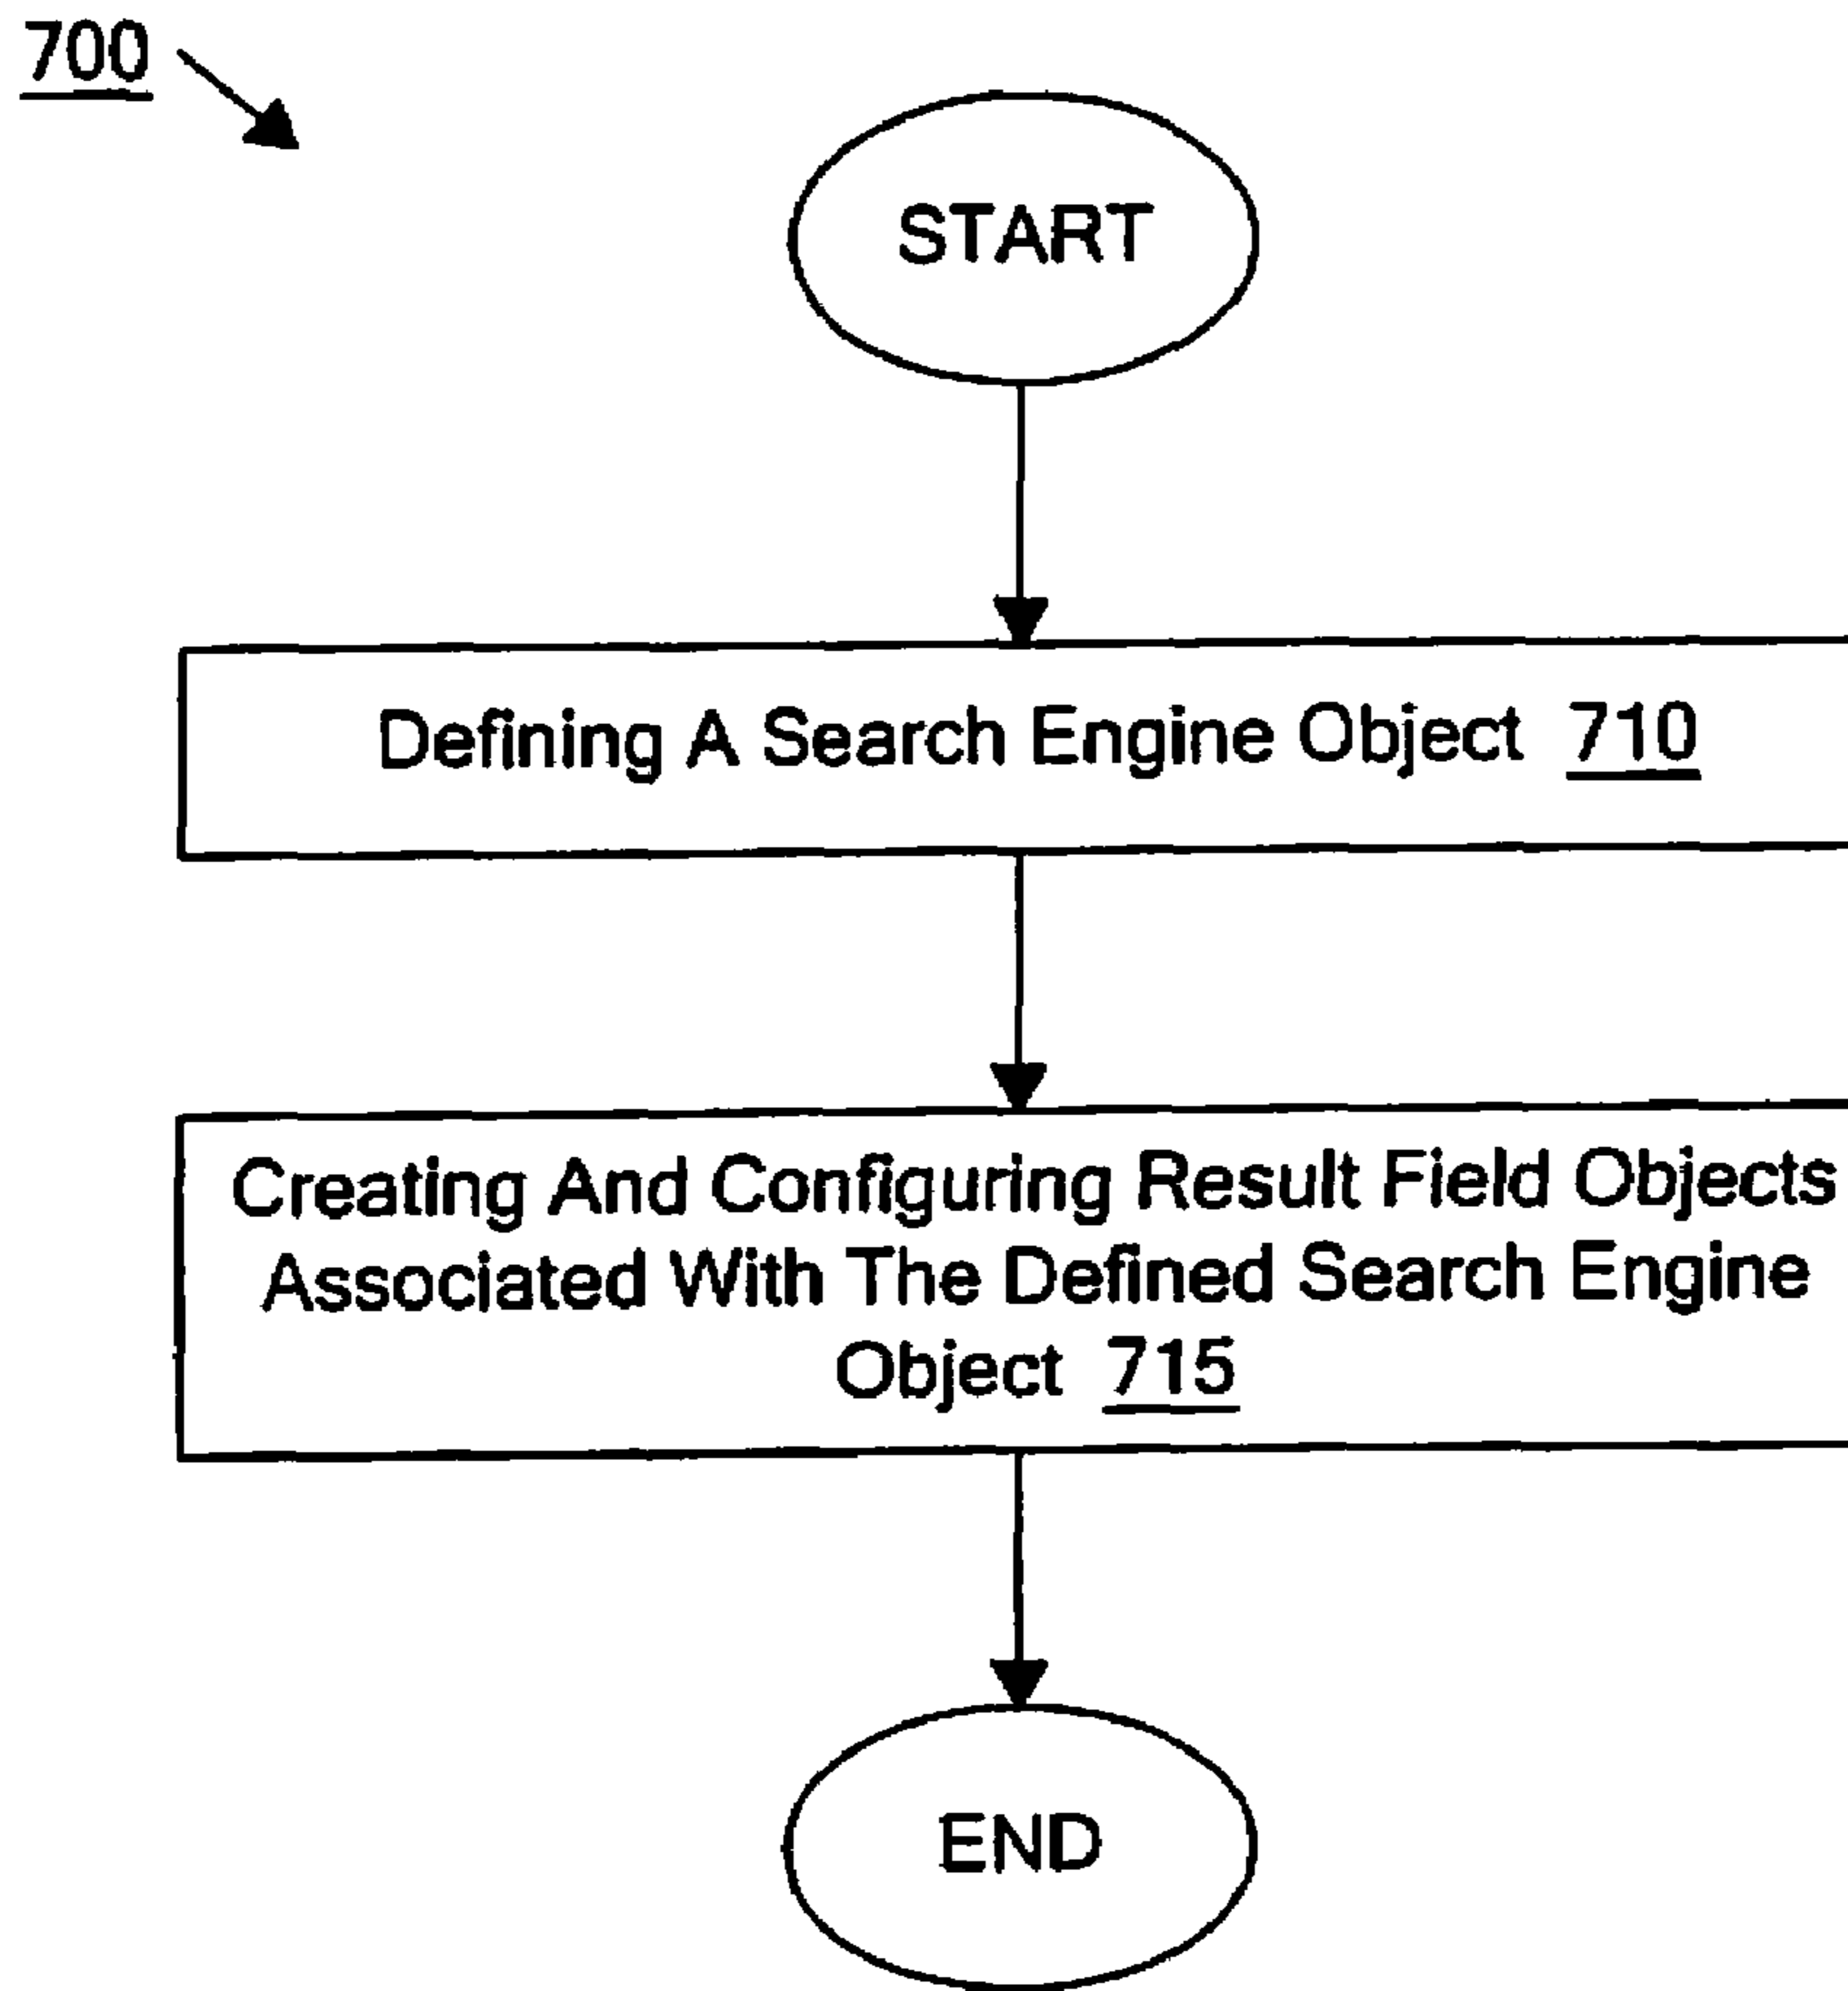 700
START
Defining A Search Engine Object 710
Creating And Configuring Result Field Objects
Associated With The Defined Search Engine
Object 715
END